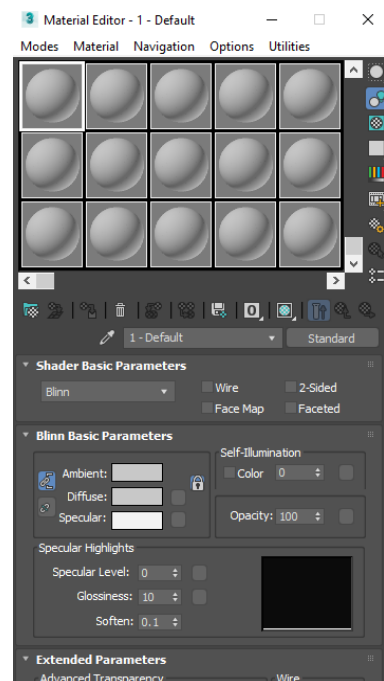 3 Material Editor - 1 - Default
Modes Material Navigation Options Utilities
0
1 - Default Standard
Shader Basic Parameters
Blinn Wire 2-Sided
Face Map Faceted
Blinn Basic Parameters
Self-Illumination
Ambient: Color 0
Diffuse:
Specular: Opacity: 100
Specular Highlights
Specular Level: 0
Glossiness: 10
Soften: 0.1
Extended Parameters
Advanced Transparency Wire